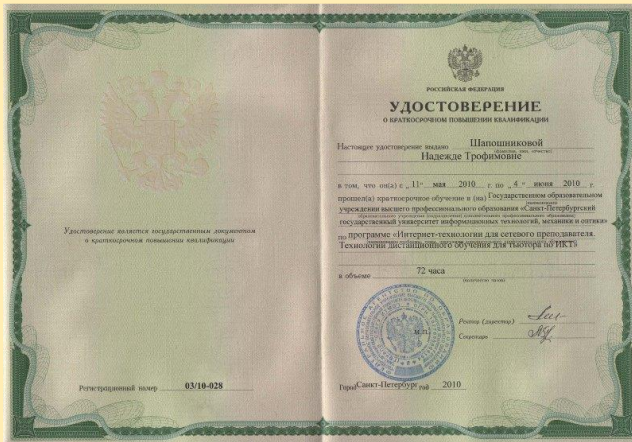 Удостоверение является государственным документом
о краткосрочном повышении квалификации
Регистрационный номер 03/10-028
РОССИЙСКАЯ ФЕДЕРАЦИЯ
УДОСТОВЕРЕНИЕ
О КРАТКОСРОЧНОМ ПОВЫШЕНИИ КВАЛИФИКАЦИИ
Настоящее удостоверение выдано Шапошниковой
(фамилия, имя, отчество)
Надежде Трофимовне
в том, что он(а) с „ 11" мая 2010 г. по „ 4 " июня 2010 г.
прошел(а) краткосрочное обучение в (на) Государственном образовательном
учреждении высшего профессионального образования «Санкт-Петербургский
государственный университет информационных технологий, механики и оптики»
по программе «Интернет-технологии для сетевого преподавателя.
Технологии дистанционного обучения для тьютора по ИКТ»
в объеме 72 часа
М.П.
Ректор (директор)
Секретарь
Город Санкт-Петербург год 2010